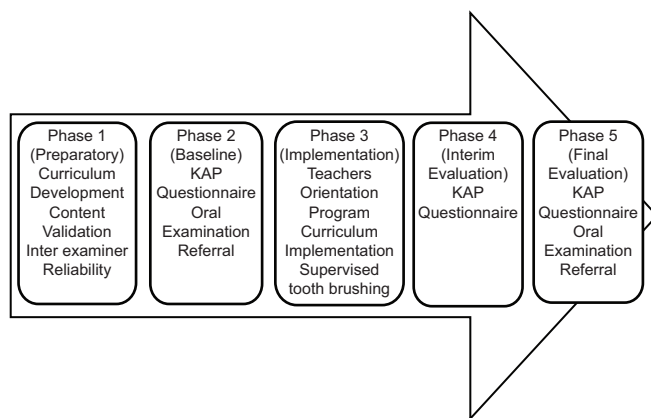 Phase 1
(Preparatory)
Curriculum
Development
Content
Validation
Inter examiner
Reliability
Phase 2
(Baseline)
KAP
Questionnaire
Oral
Examination
Referral
Phase 3
(Implementation)
Teachers
Orientation
Program
Curriculum
Implementation
Supervised
tooth brushing
Phase 4
(Interim
Evaluation)
KAP
Questionnaire
Phase 5
(Final
Evaluation)
KAP
Questionnaire
Oral
Examination
Referral